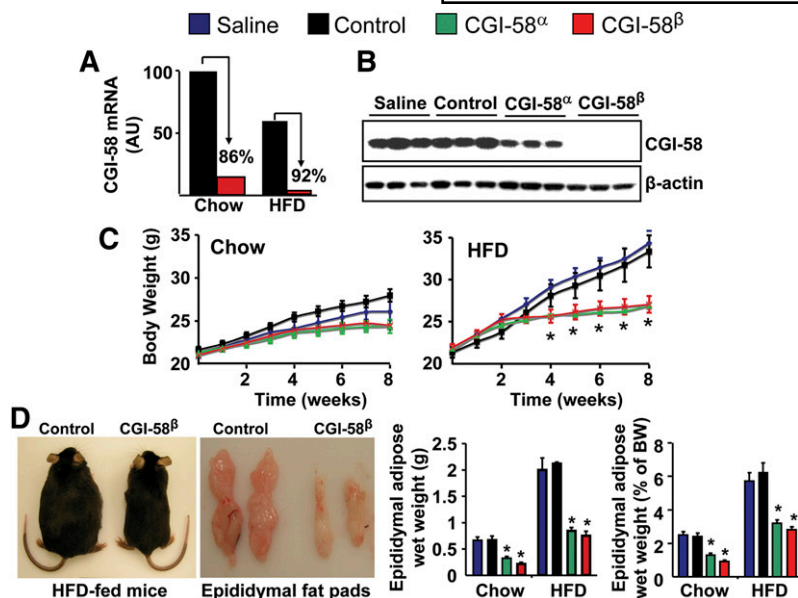 Saline Control CGI-58α CGI-58β
A
CGI-58 mRNA
(AU)
100
50
86%
92%
Chow HFD
B
Saline Control CGI-58α CGI-58β
CGI-58
β-actin
C
Body Weight (g)
35
30
25
20
Chow
2 4 6 8
Time (weeks)
35
30
25
20
HFD
* * * * *
2 4 6 8
Time (weeks)
D
Control CGI-58β
HFD-fed mice
Control CGI-58β
Epididymal fat pads
Epididymal adipose
wet weight (g)
2.5
2
1.5
1
0.5
0
* * * *
Chow HFD
Epididymal adipose
wet weight (% of BW)
8
6
4
2
0
* * * *
Chow HFD